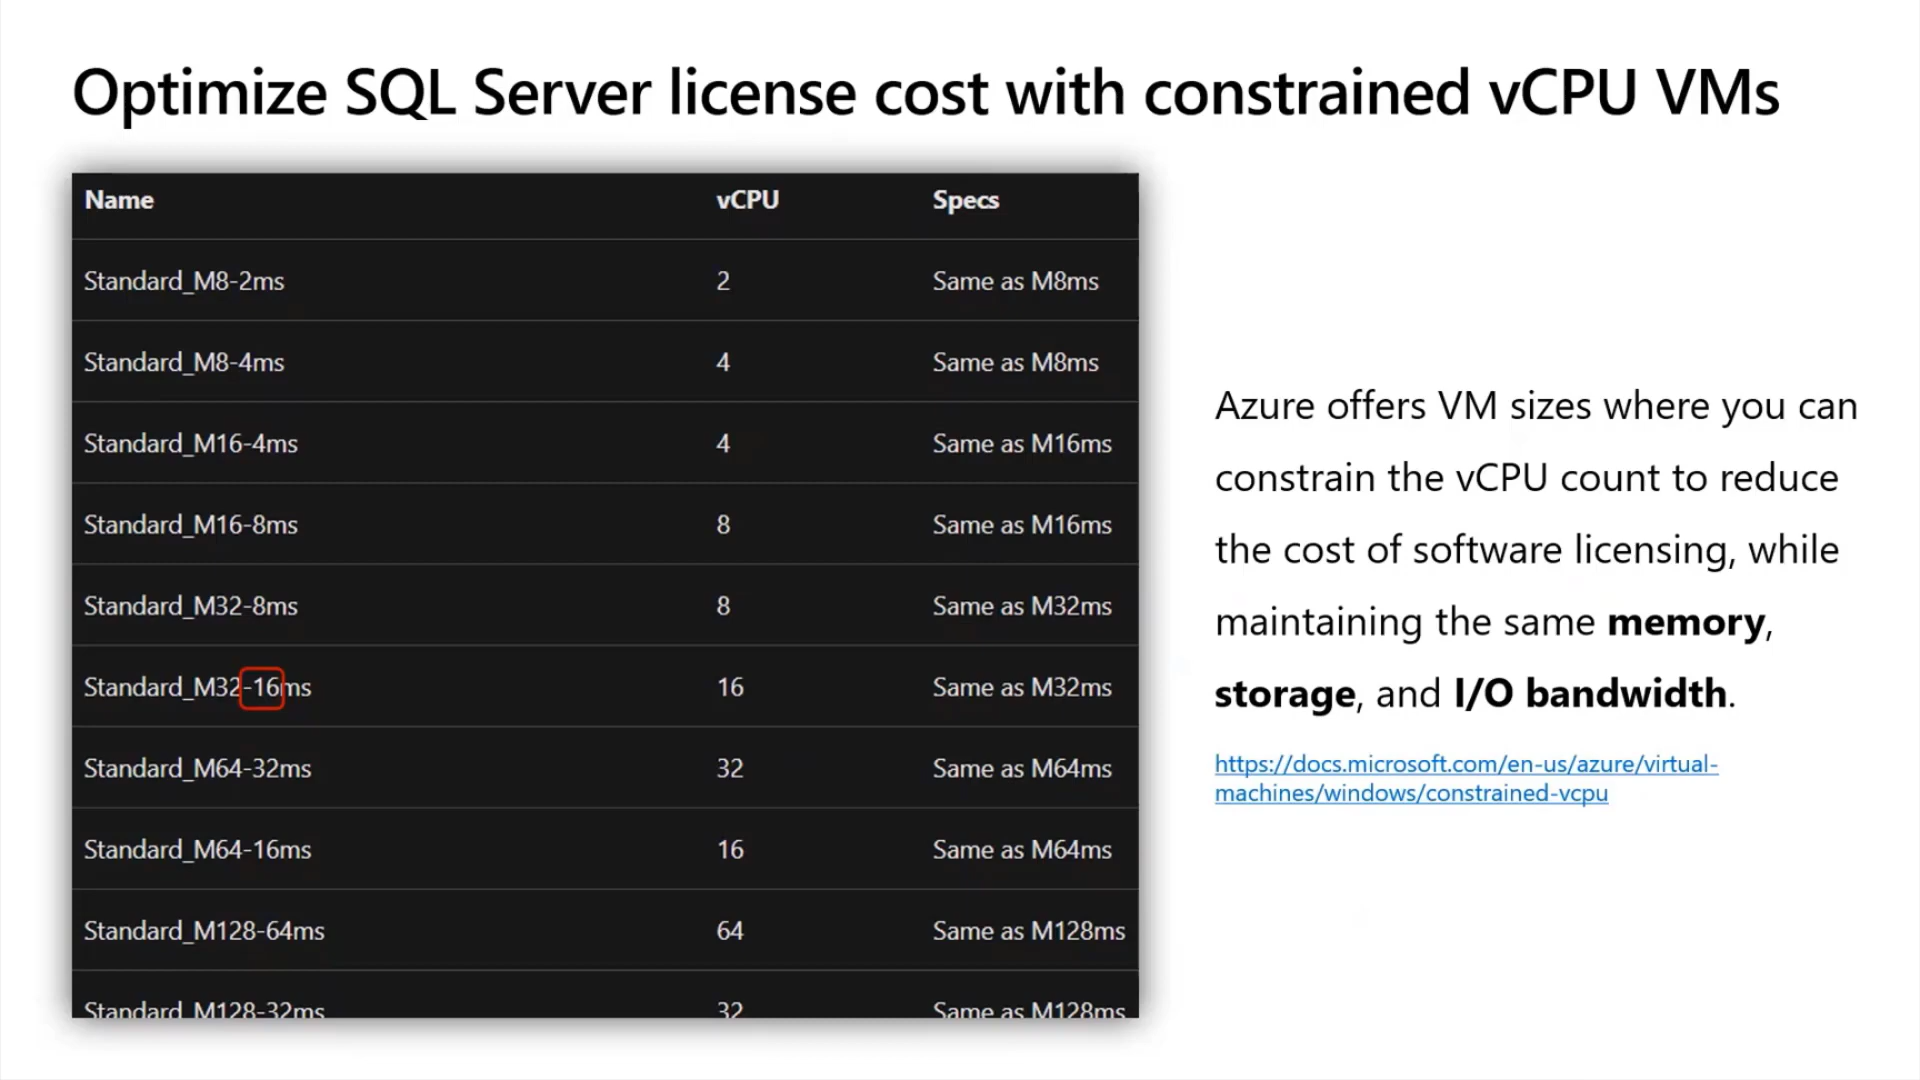 Optimize SQL Server license cost with constrained vCPU VMs
Name vCPU Specs
Standard_M8-2ms 2 Same as M8ms
Standard_M8-4ms 4 Same as M8ms
Standard_M16-4ms 4 Same as M16ms
Standard_M16-8ms 8 Same as M16ms
Standard_M32-8ms 8 Same as M32ms
Standard_M32-16ms 16 Same as M32ms
Standard_M64-32ms 32 Same as M64ms
Standard_M64-16ms 16 Same as M64ms
Standard_M128-64ms 64 Same as M128ms
Standard_M128-32ms 32 Same as M128ms
Azure offers VM sizes where you can
constrain the vCPU count to reduce
the cost of software licensing, while
maintaining the same memory,
storage, and I/O bandwidth.
https://docs.microsoft.com/en-us/azure/virtual-
machines/windows/constrained-vcpu